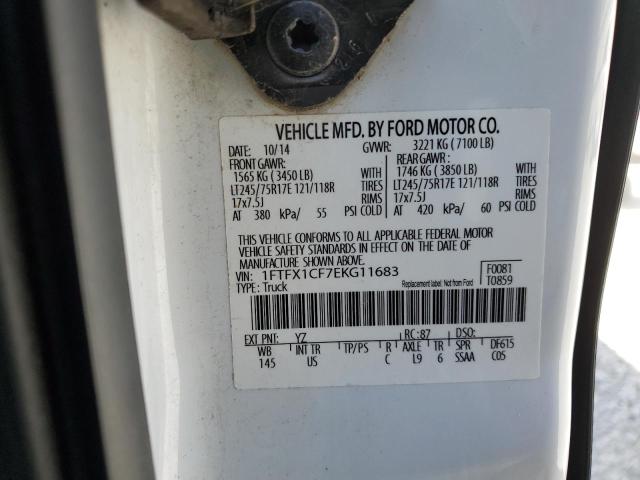 216
VEHICLE MFD. BY FORD MOTOR CO.
DATE: 10/14 GVWR: 3221 KG ( 7100 LB)
FRONT GAWR: REAR GAWR:
1565 KG ( 3450 LB) WITH 1746 KG ( 3850 LB) WITH
LT245/75R17E 121/118R TIRES LT245/75R17E 121/118R TIRES
17x7.5J RIMS 17x7.5J RIMS
AT 380 kPa/ 55 PSI COLD AT 420 kPa/ 60 PSI COLD
THIS VEHICLE CONFORMS TO ALL APPLICABLE FEDERAL MOTOR
VEHICLE SAFETY STANDARDS IN EFFECT ON THE DATE OF
MANUFACTURE SHOWN ABOVE.
VIN: 1FTFX1CF7EKG11683 F0081
TYPE: Truck Replacement label: Not from Ford T0859
EXT PNT: YZ RC: 87 DSO:
WB INT TR TP/PS R AXLE TR SPR DF615
145 US C L9 6 SSAA C05